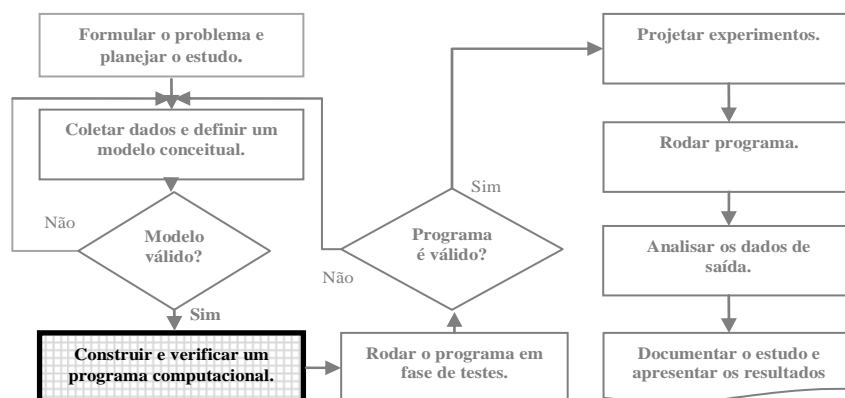 Formular o problema e
planejar o estudo.
Coletar dados e definir um
modelo conceitual.
Não
Modelo
válido?
Sim
Construir e verificar um
programa computacional.
Rodar o programa em
fase de testes.
Programa
é válido?
Não
Sim
Projetar experimentos.
Rodar programa.
Analisar os dados de
saída.
Documentar o estudo e
apresentar os resultados